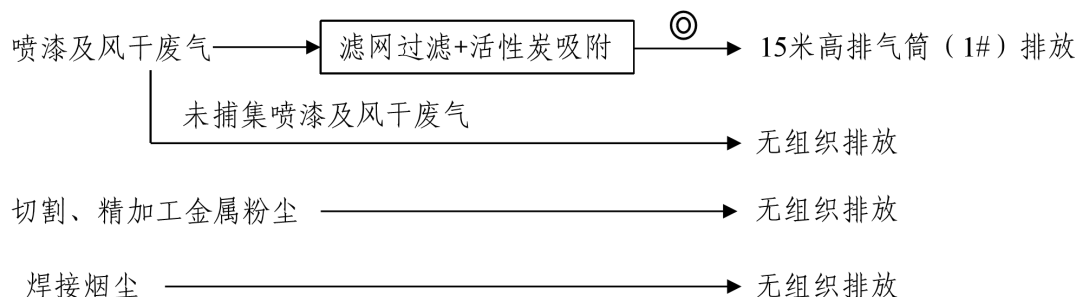 ◎
喷漆及风干废气 滤网过滤+活性炭吸附 15米高排气筒（1#）排放
未捕集喷漆及风干废气
无组织排放
切割、精加工金属粉尘 无组织排放
焊接烟尘 无组织排放